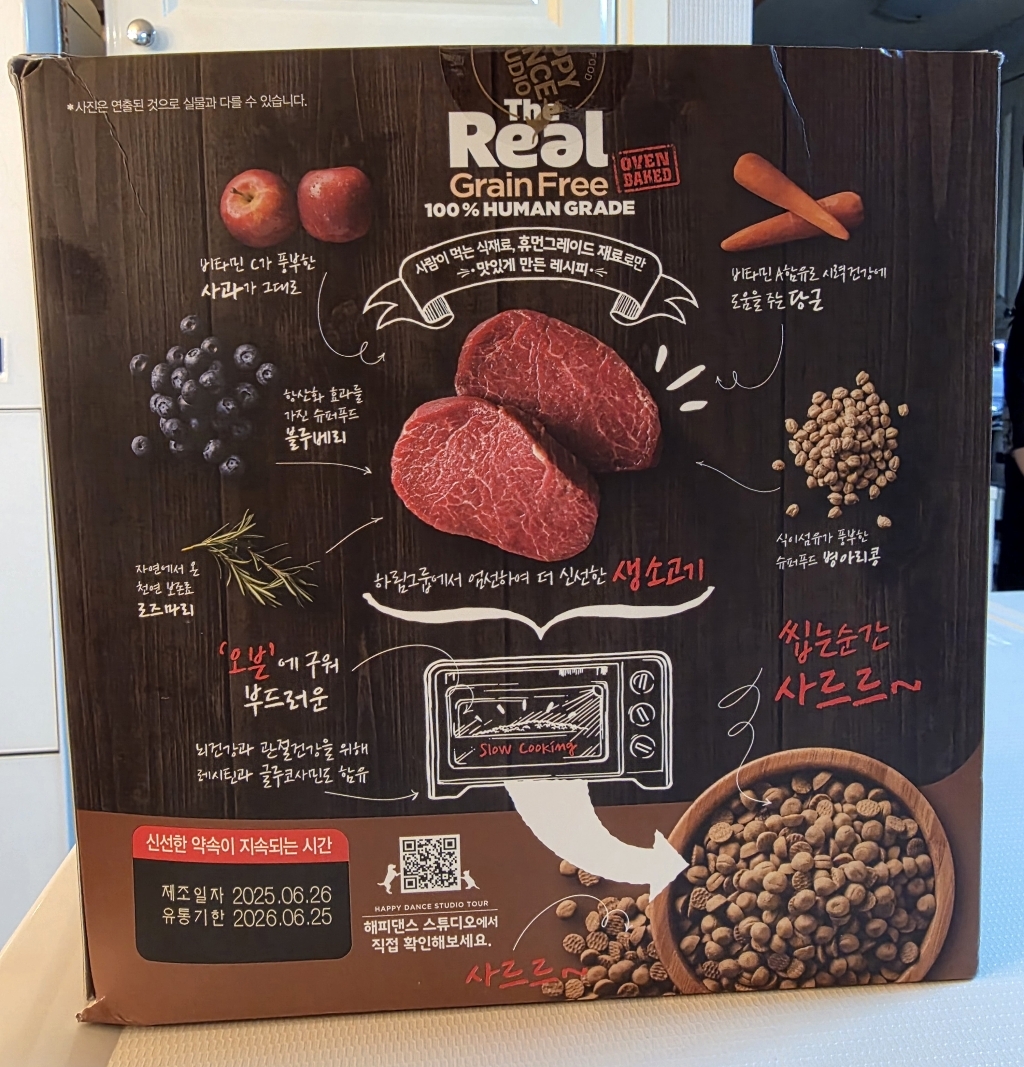 *사진은 연출된 것으로 실물과 다를 수 있습니다.
The
Real
Grain Free
OVEN
BAKED
100% HUMAN GRADE
사람이 먹는 식재료, 휴먼그레이드 재료로만
맛있게 만든 레시피
비타민 C가 풍부한
사과가 그대로
비타민 A함유로 시력건강에
도움을 주는 당근
항산화 효과를
가진 슈퍼푸드
블루베리
식이섬유가 풍부한
슈퍼푸드 병아리콩
자연에서 온
천연 보존료
로즈마리
하림그룹에서 엄선하여 더 신선한 생소고기
'오븐'에 구워
부드러운
씹는순간
사르르~
Slow Cooking
뇌건강과 관절건강을 위해
레시틴과 글루코사민도 함유
신선한 약속이 지속되는 시간
제조일자 2025.06.26
유통기한 2026.06.25
HAPPY DANCE STUDIO TOUR
해피댄스 스튜디오에서
직접 확인해보세요.
사르르~